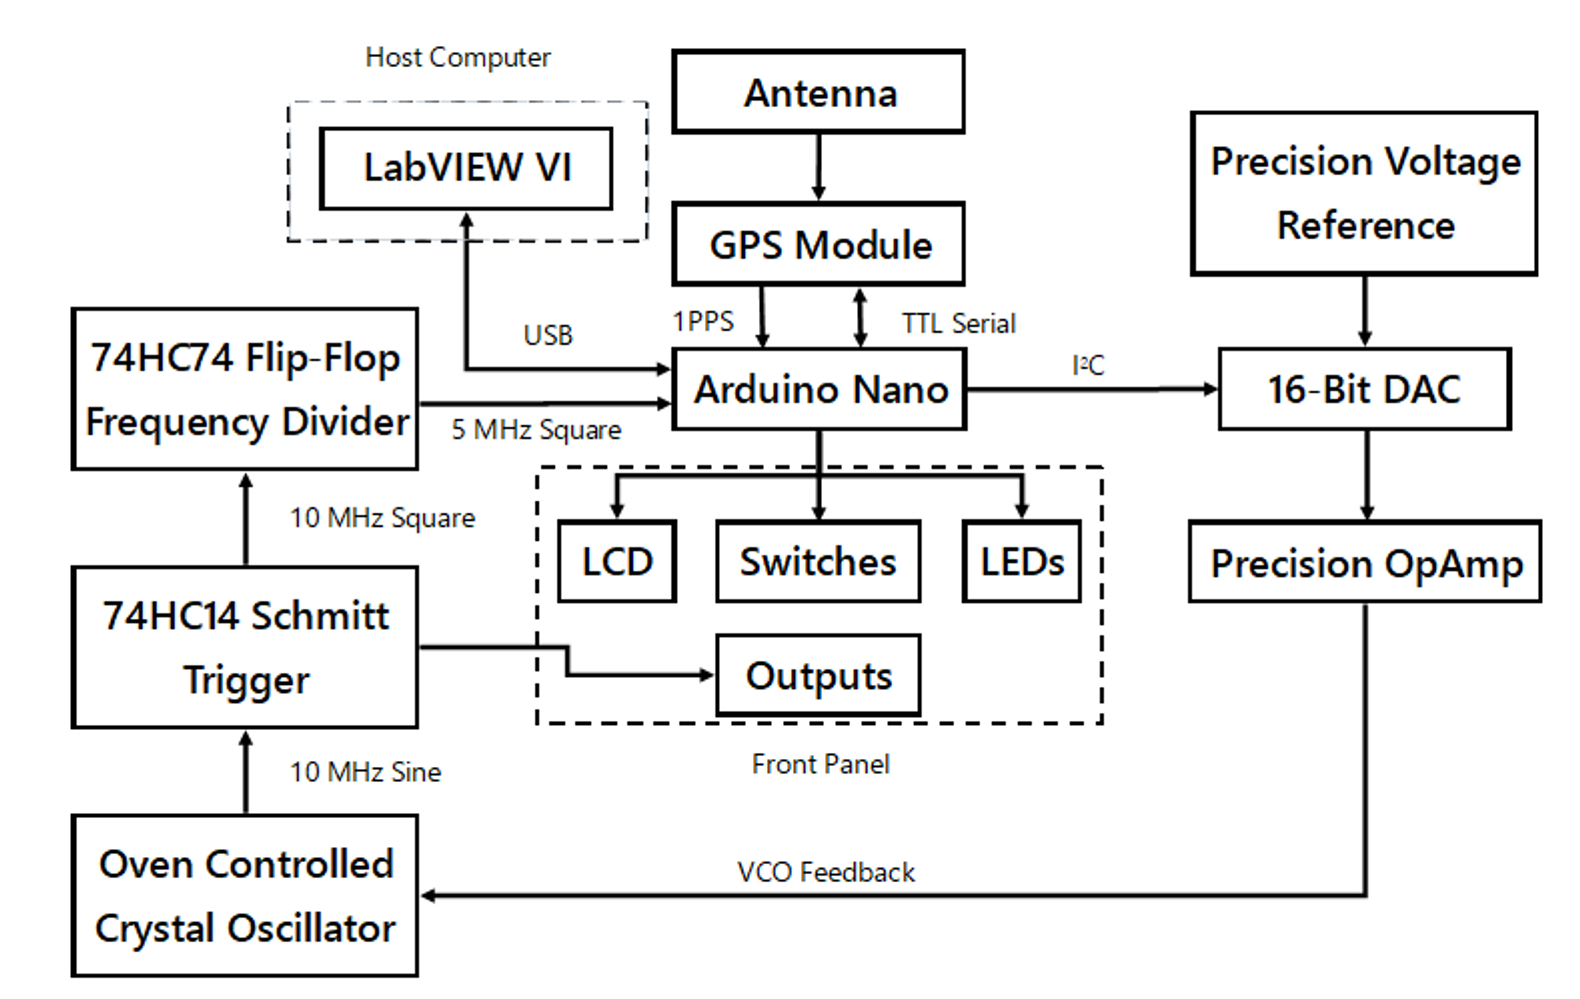 Host Computer
LabVIEW VI
Antenna
GPS Module
Precision Voltage
Reference
1PPS
TTL Serial
USB
74HC74 Flip-Flop
Frequency Divider
5 MHz Square
Arduino Nano
I²C
16-Bit DAC
10 MHz Square
LCD
Switches
LEDs
Precision OpAmp
74HC14 Schmitt
Trigger
Outputs
Front Panel
10 MHz Sine
Oven Controlled
Crystal Oscillator
VCO Feedback